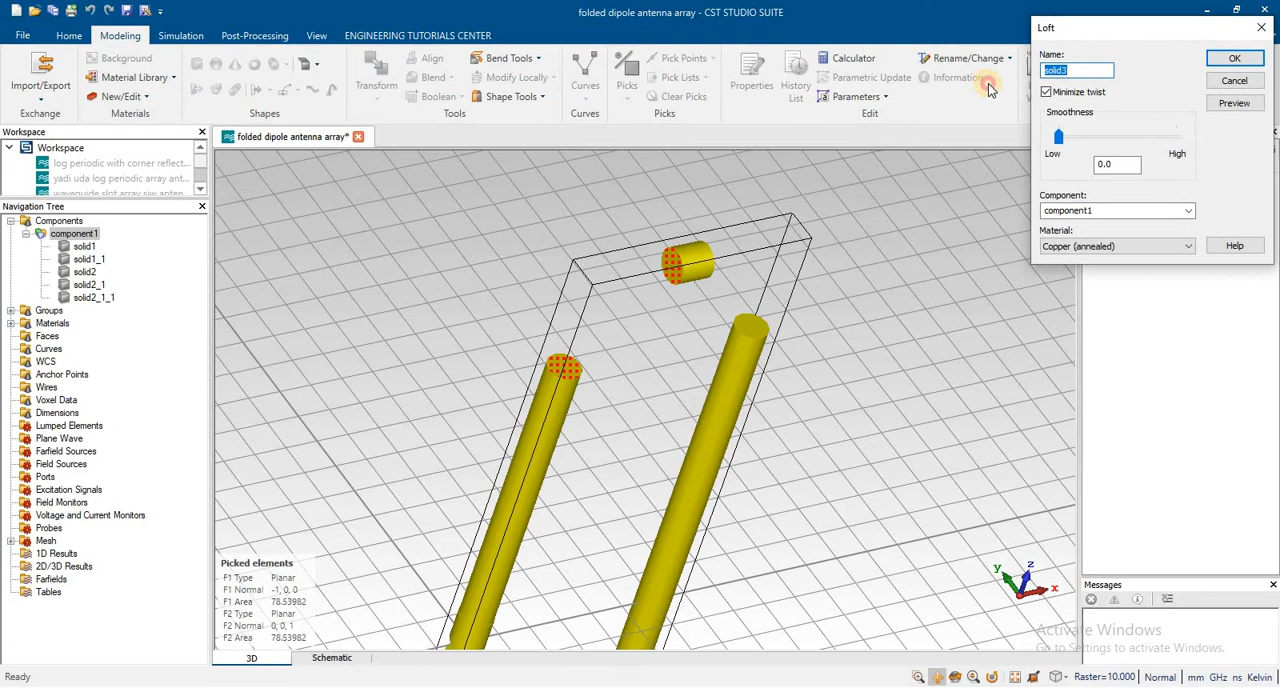 folded dipole antenna array - CST STUDIO SUITE
File Home Modeling Simulation Post-Processing View ENGINEERING TUTORIALS CENTER
Import/Export
Exchange
Background
Material Library
New/Edit
Materials
Shapes
Transform
Align
Blend
Boolean
Bend Tools
Modify Locally
Shape Tools
Tools
Curves
Curves
Picks
Pick Points
Pick Lists
Clear Picks
Picks
Properties
History
List
Calculator
Parametric Update
Parameters
Rename/Change
Information
Edit
Workspace
Workspace
log periodic with corner reflect...
yadi uda log periodic array ant...
waveguide slot array siw anten...
Navigation Tree
Components
component1
solid1
solid1_1
solid2
solid2_1
solid2_1_1
Groups
Materials
Faces
Curves
WCS
Anchor Points
Wires
Voxel Data
Dimensions
Lumped Elements
Plane Wave
Farfield Sources
Field Sources
Ports
Excitation Signals
Field Monitors
Voltage and Current Monitors
Probes
Mesh
1D Results
2D/3D Results
Farfields
Tables
folded dipole antenna array*
Picked elements
F1 Type Planar
F1 Normal -1, 0, 0
F1 Area 78.53982
F2 Type Planar
F2 Normal 0, 0, 1
F2 Area 78.53982
y z x
3D Schematic
Loft
Name:
solid3
Minimize twist
Smoothness
Low High
0.0
Component:
component1
Material:
Copper (annealed)
OK
Cancel
Preview
Help
Messages
Activate Windows
Go to Settings to activate Windows.
Ready
Raster=10.000 Normal mm GHz ns Kelvin